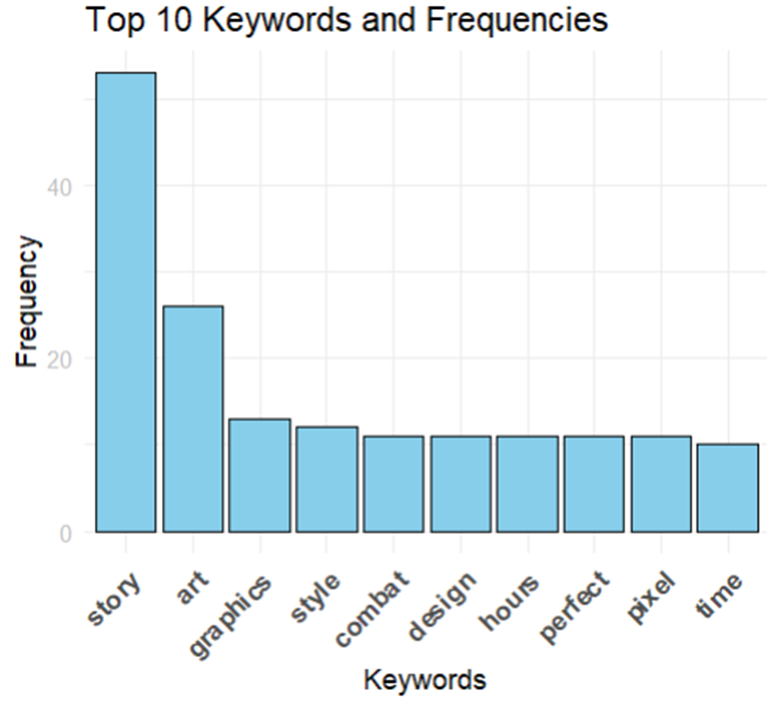 Top 10 Keywords and Frequencies
Frequency
40
20
0
story
art
graphics
style
combat
design
hours
perfect
pixel
time
Keywords